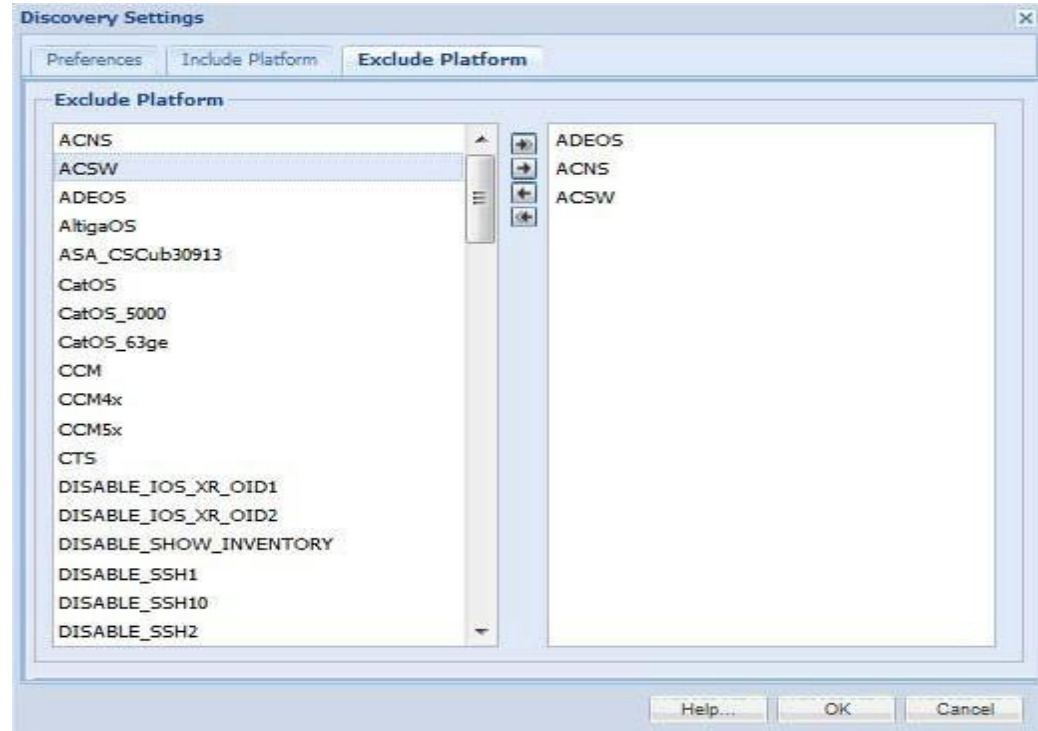 Discovery Settings
Preferences
Include Platform
Exclude Platform
Exclude Platform
ACNS
ACSW
ADEOS
AltigaOS
ASA_CSCub30913
CatOS
CatOS_5000
CatOS_63ge
CCM
CCM4x
CCM5x
CTS
DISABLE_IOS_XR_OID1
DISABLE_IOS_XR_OID2
DISABLE_SHOW_INVENTORY
DISABLE_SSH1
DISABLE_SSH10
DISABLE_SSH2
ADEOS
ACNS
ACSW
Help...
OK
Cancel